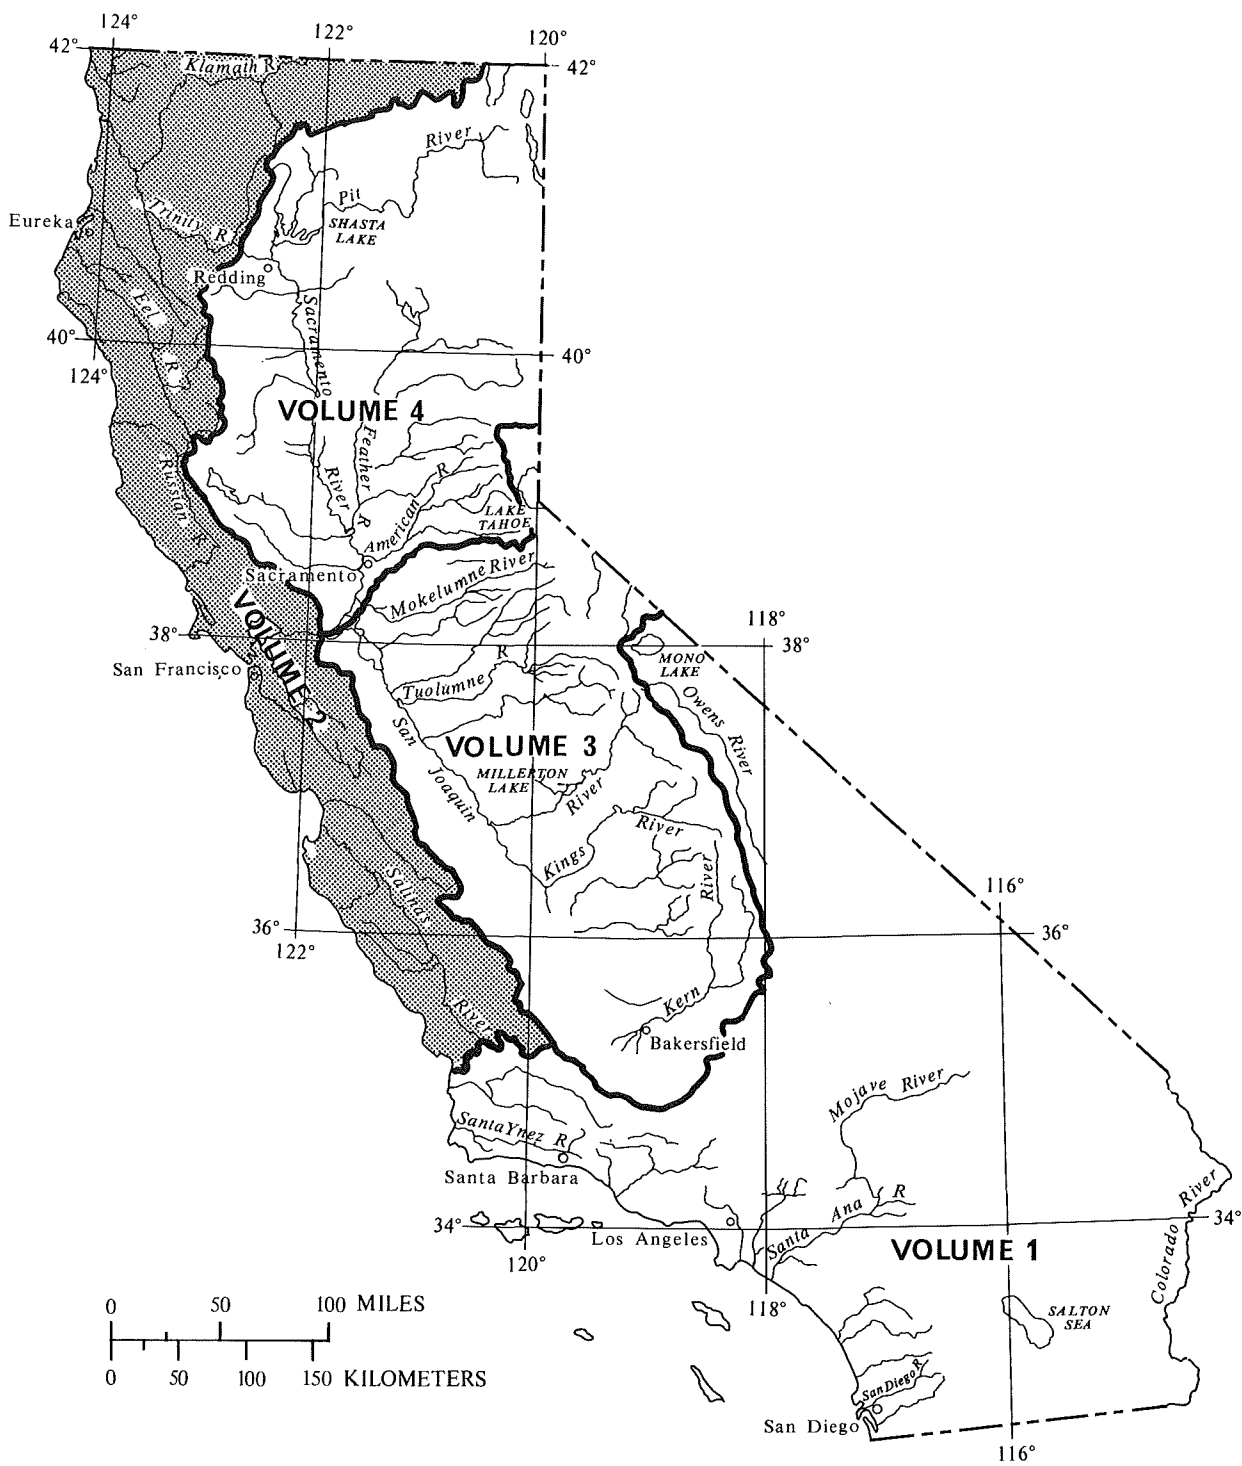 124°
122°
120°
42°
42°
Klamath R
River
Pit
SHASTA
LAKE
Trinity R
Eureka
Redding
Eel
R
Sacramento
River
40°
40°
124°
VOLUME 4
Feather
R
American
R
Russian
R
LAKE
TAHOE
Sacramento
Mokelumne River
VOLUME 2
38°
118°
38°
San Francisco
MONO
LAKE
Tuolumne
R
Owens River
San
Joaquin
River
VOLUME 3
MILLERTON
LAKE
Kings
River
Salinas
River
River
Kern
116°
36°
36°
122°
Bakersfield
Mojave River
Santa Ynez R
Santa Barbara
Colorado River
34°
34°
Los Angeles
Santa Ana R
120°
VOLUME 1
118°
SALTON
SEA
0 50 100 MILES
0 50 100 150 KILOMETERS
San Diego R
San Diego
116°